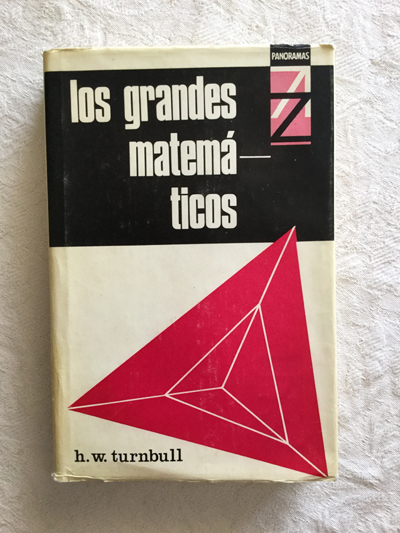 PANORAMAS
los grandes
matemá—
ticos
h.w. turnbull